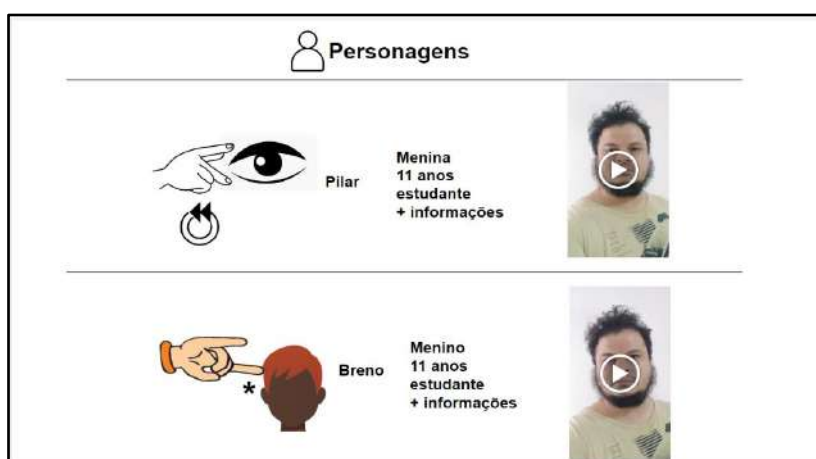 Personagens
Pilar
Menina
11 anos
estudante
+ informações
*
Breno
Menino
11 anos
estudante
+ informações